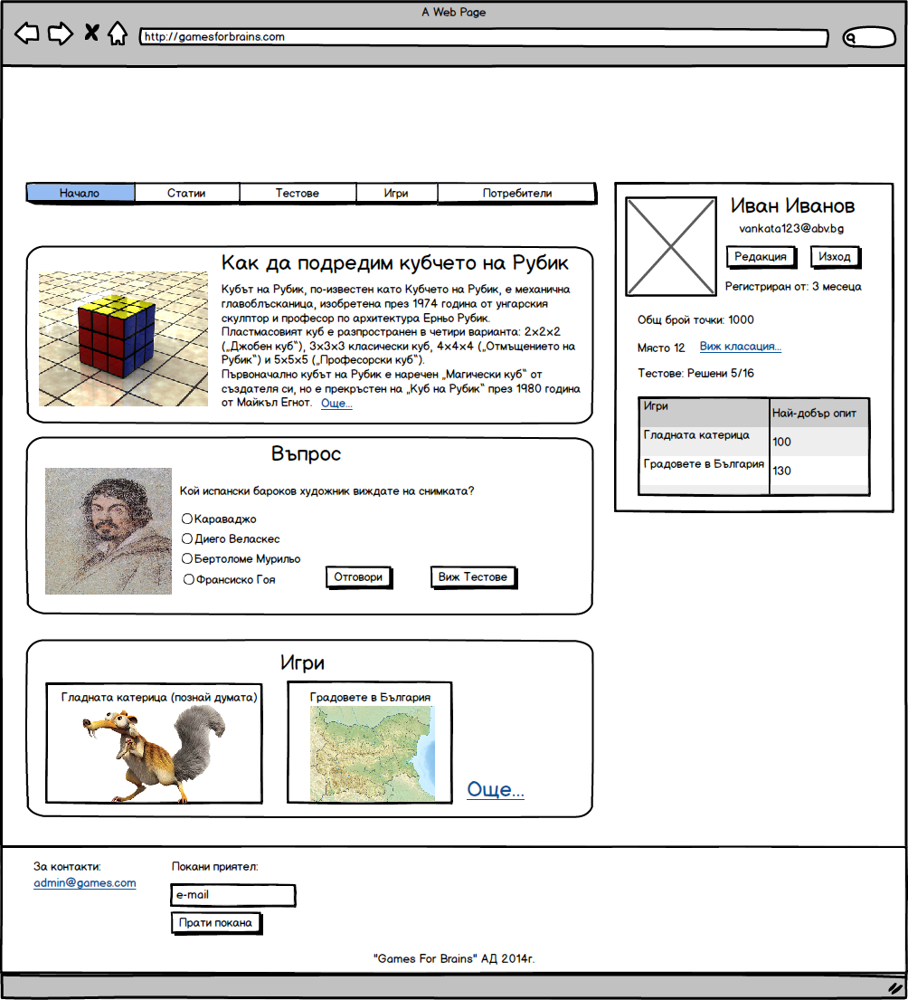 A Web Page
http://gamesforbrains.com
Начало Статии Тестове Игри Потребители
Как да подредим кубчето на Рубик
Кубът на Рубик, по-известен като Кубчето на Рубик, е механична
главоблъсканица, изобретена през 1974 година от унгарския
скулптор и професор по архитектура Ерньо Рубик.
Пластмасовият куб е разпространен в четири варианта: 2×2×2
(„Джобен куб“), 3×3×3 класически куб, 4×4×4 („Отмъщението на
Рубик“) и 5×5×5 („Професорски куб“).
Първоначално кубът на Рубик е наречен „Магически куб“ от
създателя си, но е прекръстен на „Куб на Рубик“ през 1980 година
от Майкъл Егнот. Още...
Въпрос
Кой испански бароков художник виждате на снимката?
Караваджо
Диего Веласкес
Бертоломе Мурильо
Франсиско Гоя
Отговори Виж Тестове
Игри
Гладната катерица (познай думата)
Градовете в България
Още...
Иван Иванов
vankata123@abv.bg
Редакция Изход
Регистриран от: 3 месеца
Общ брой точки: 1000
Място 12 Виж класация...
Тестове: Решени 5/16
Игри Най-добър опит
Гладната катерица 100
Градовете в България 130
За контакти:
admin@games.com
Покани приятел:
e-mail
Прати покана
"Games For Brains" АД 2014г.